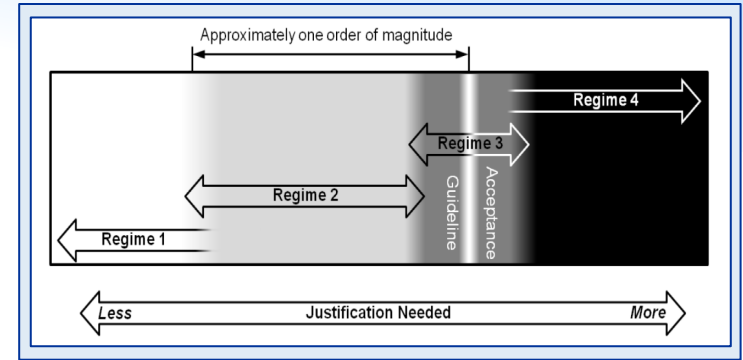 Approximately one order of magnitude
Regime 4
Regime 3
Regime 2
Regime 1
Acceptance
Guideline
Less
Justification Needed
More